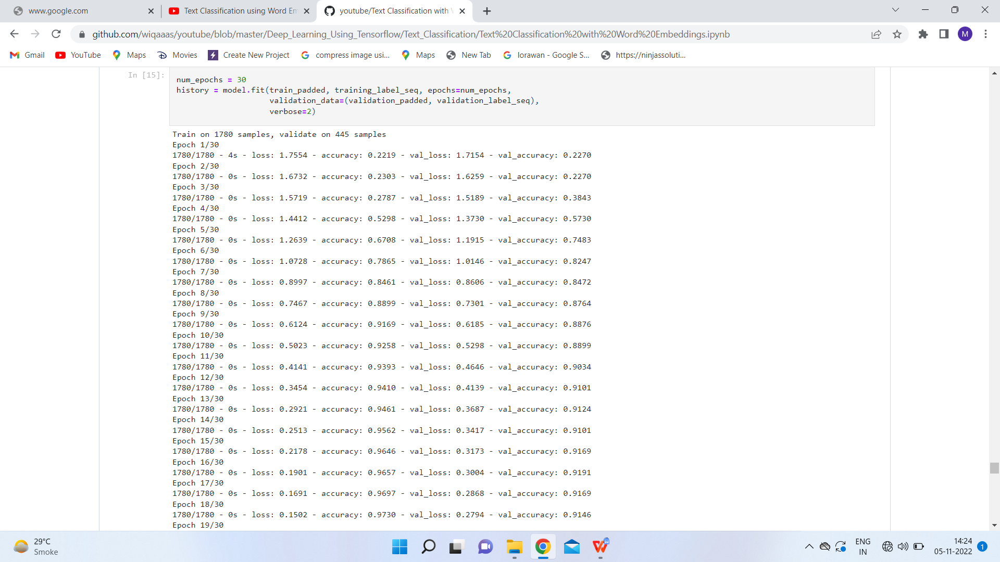 www.google.com
Text Classification using Word Em
youtube/Text Classification with W
github.com/wiqaaas/youtube/blob/master/Deep_Learning_Using_Tensorflow/Text_Classification/Text%20Classification%20with%20Word%20Embeddings.ipynb
M
Gmail
YouTube
Maps
Movies
Create New Project
compress image usi...
Maps
New Tab
lorawan - Google S...
https://ninjassoluti...
In [15]:
num_epochs = 30
history = model.fit(train_padded, training_label_seq, epochs=num_epochs,
validation_data=(validation_padded, validation_label_seq),
verbose=2)
Train on 1780 samples, validate on 445 samples
Epoch 1/30
1780/1780 - 4s - loss: 1.7554 - accuracy: 0.2219 - val_loss: 1.7154 - val_accuracy: 0.2270
Epoch 2/30
1780/1780 - 0s - loss: 1.6732 - accuracy: 0.2303 - val_loss: 1.6259 - val_accuracy: 0.2270
Epoch 3/30
1780/1780 - 0s - loss: 1.5719 - accuracy: 0.2787 - val_loss: 1.5189 - val_accuracy: 0.3843
Epoch 4/30
1780/1780 - 0s - loss: 1.4412 - accuracy: 0.5298 - val_loss: 1.3730 - val_accuracy: 0.5730
Epoch 5/30
1780/1780 - 0s - loss: 1.2639 - accuracy: 0.6708 - val_loss: 1.1915 - val_accuracy: 0.7483
Epoch 6/30
1780/1780 - 0s - loss: 1.0728 - accuracy: 0.7865 - val_loss: 1.0146 - val_accuracy: 0.8247
Epoch 7/30
1780/1780 - 0s - loss: 0.8997 - accuracy: 0.8461 - val_loss: 0.8606 - val_accuracy: 0.8472
Epoch 8/30
1780/1780 - 0s - loss: 0.7467 - accuracy: 0.8899 - val_loss: 0.7301 - val_accuracy: 0.8764
Epoch 9/30
1780/1780 - 0s - loss: 0.6124 - accuracy: 0.9169 - val_loss: 0.6185 - val_accuracy: 0.8876
Epoch 10/30
1780/1780 - 0s - loss: 0.5023 - accuracy: 0.9258 - val_loss: 0.5298 - val_accuracy: 0.8899
Epoch 11/30
1780/1780 - 0s - loss: 0.4141 - accuracy: 0.9393 - val_loss: 0.4646 - val_accuracy: 0.9034
Epoch 12/30
1780/1780 - 0s - loss: 0.3454 - accuracy: 0.9410 - val_loss: 0.4139 - val_accuracy: 0.9101
Epoch 13/30
1780/1780 - 0s - loss: 0.2921 - accuracy: 0.9461 - val_loss: 0.3687 - val_accuracy: 0.9124
Epoch 14/30
1780/1780 - 0s - loss: 0.2513 - accuracy: 0.9562 - val_loss: 0.3417 - val_accuracy: 0.9101
Epoch 15/30
1780/1780 - 0s - loss: 0.2178 - accuracy: 0.9646 - val_loss: 0.3173 - val_accuracy: 0.9169
Epoch 16/30
1780/1780 - 0s - loss: 0.1901 - accuracy: 0.9657 - val_loss: 0.3004 - val_accuracy: 0.9191
Epoch 17/30
1780/1780 - 0s - loss: 0.1691 - accuracy: 0.9697 - val_loss: 0.2868 - val_accuracy: 0.9169
Epoch 18/30
1780/1780 - 0s - loss: 0.1502 - accuracy: 0.9730 - val_loss: 0.2794 - val_accuracy: 0.9146
Epoch 19/30
29°C
Smoke
ENG
IN
14:24
05-11-2022
1